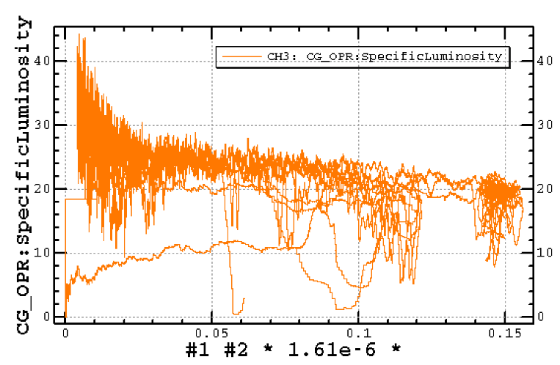 CG_OPR:SpecificLuminosity
CH3: CG_OPR:SpecificLuminosity
40 40
30 30
20 20
10 10
0 0
0 0.05 0.1 0.15
#1 #2 * 1.61e-6 *